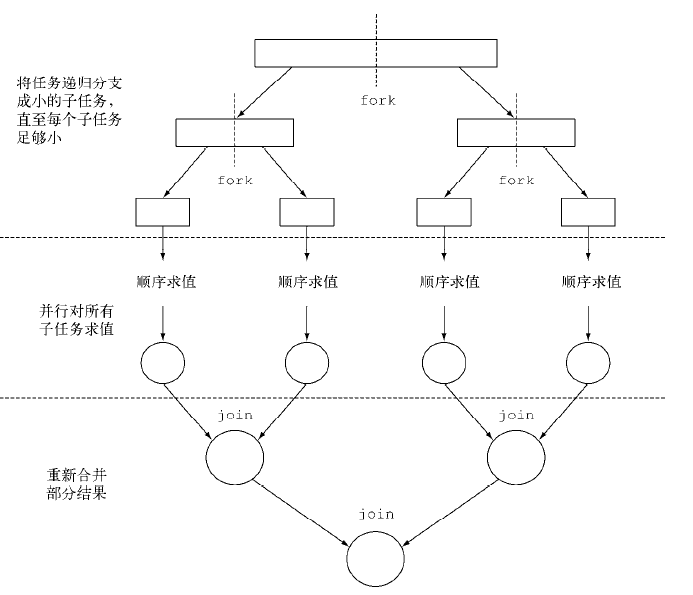 将任务递归分支
成小的子任务，
直至每个子任务
足够小
fork
fork
fork
顺序求值
顺序求值
顺序求值
顺序求值
并行对所有
子任务求值
join
join
重新合并
部分结果
join